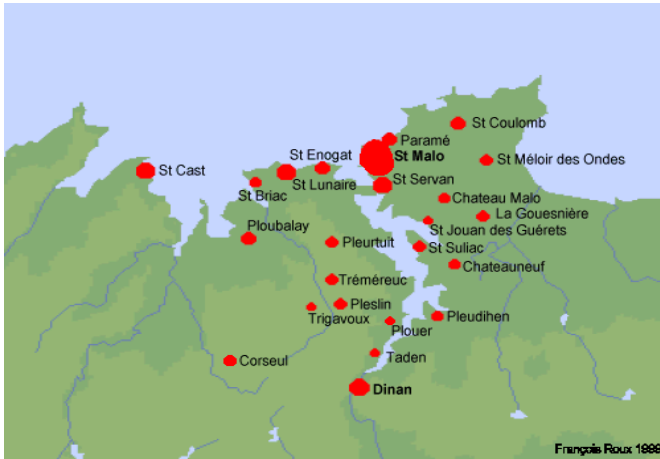 St Coulomb
Paramé
St Enogat
St Malo
St Méloir des Ondes
St Cast
St Lunaire
St Servan
St Briac
Chateau Malo
La Gouesnière
St Jouan des Guérets
Ploubalay
Pleurtuit
St Suliac
Chateauneuf
Tréméreuc
Pleslin
Trigavoux
Plouer
Pleudihen
Taden
Corseul
Dinan
François Roux 1998